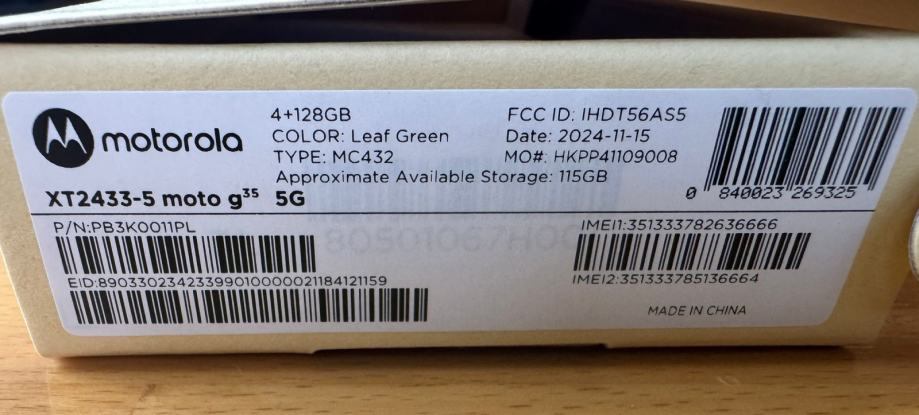 motorola
XT2433-5 moto g35 5G
4+128GB
COLOR: Leaf Green
TYPE: MC432
Approximate Available Storage: 115GB
FCC ID: IHDT56AS5
Date: 2024-11-15
MO#: HKPP41109008
0 840023 269325
P/N:PB3K0011PL
EID:89033023423399010000021184121159
IMEI1:351333782636666
IMEI2:351333785136664
MADE IN CHINA